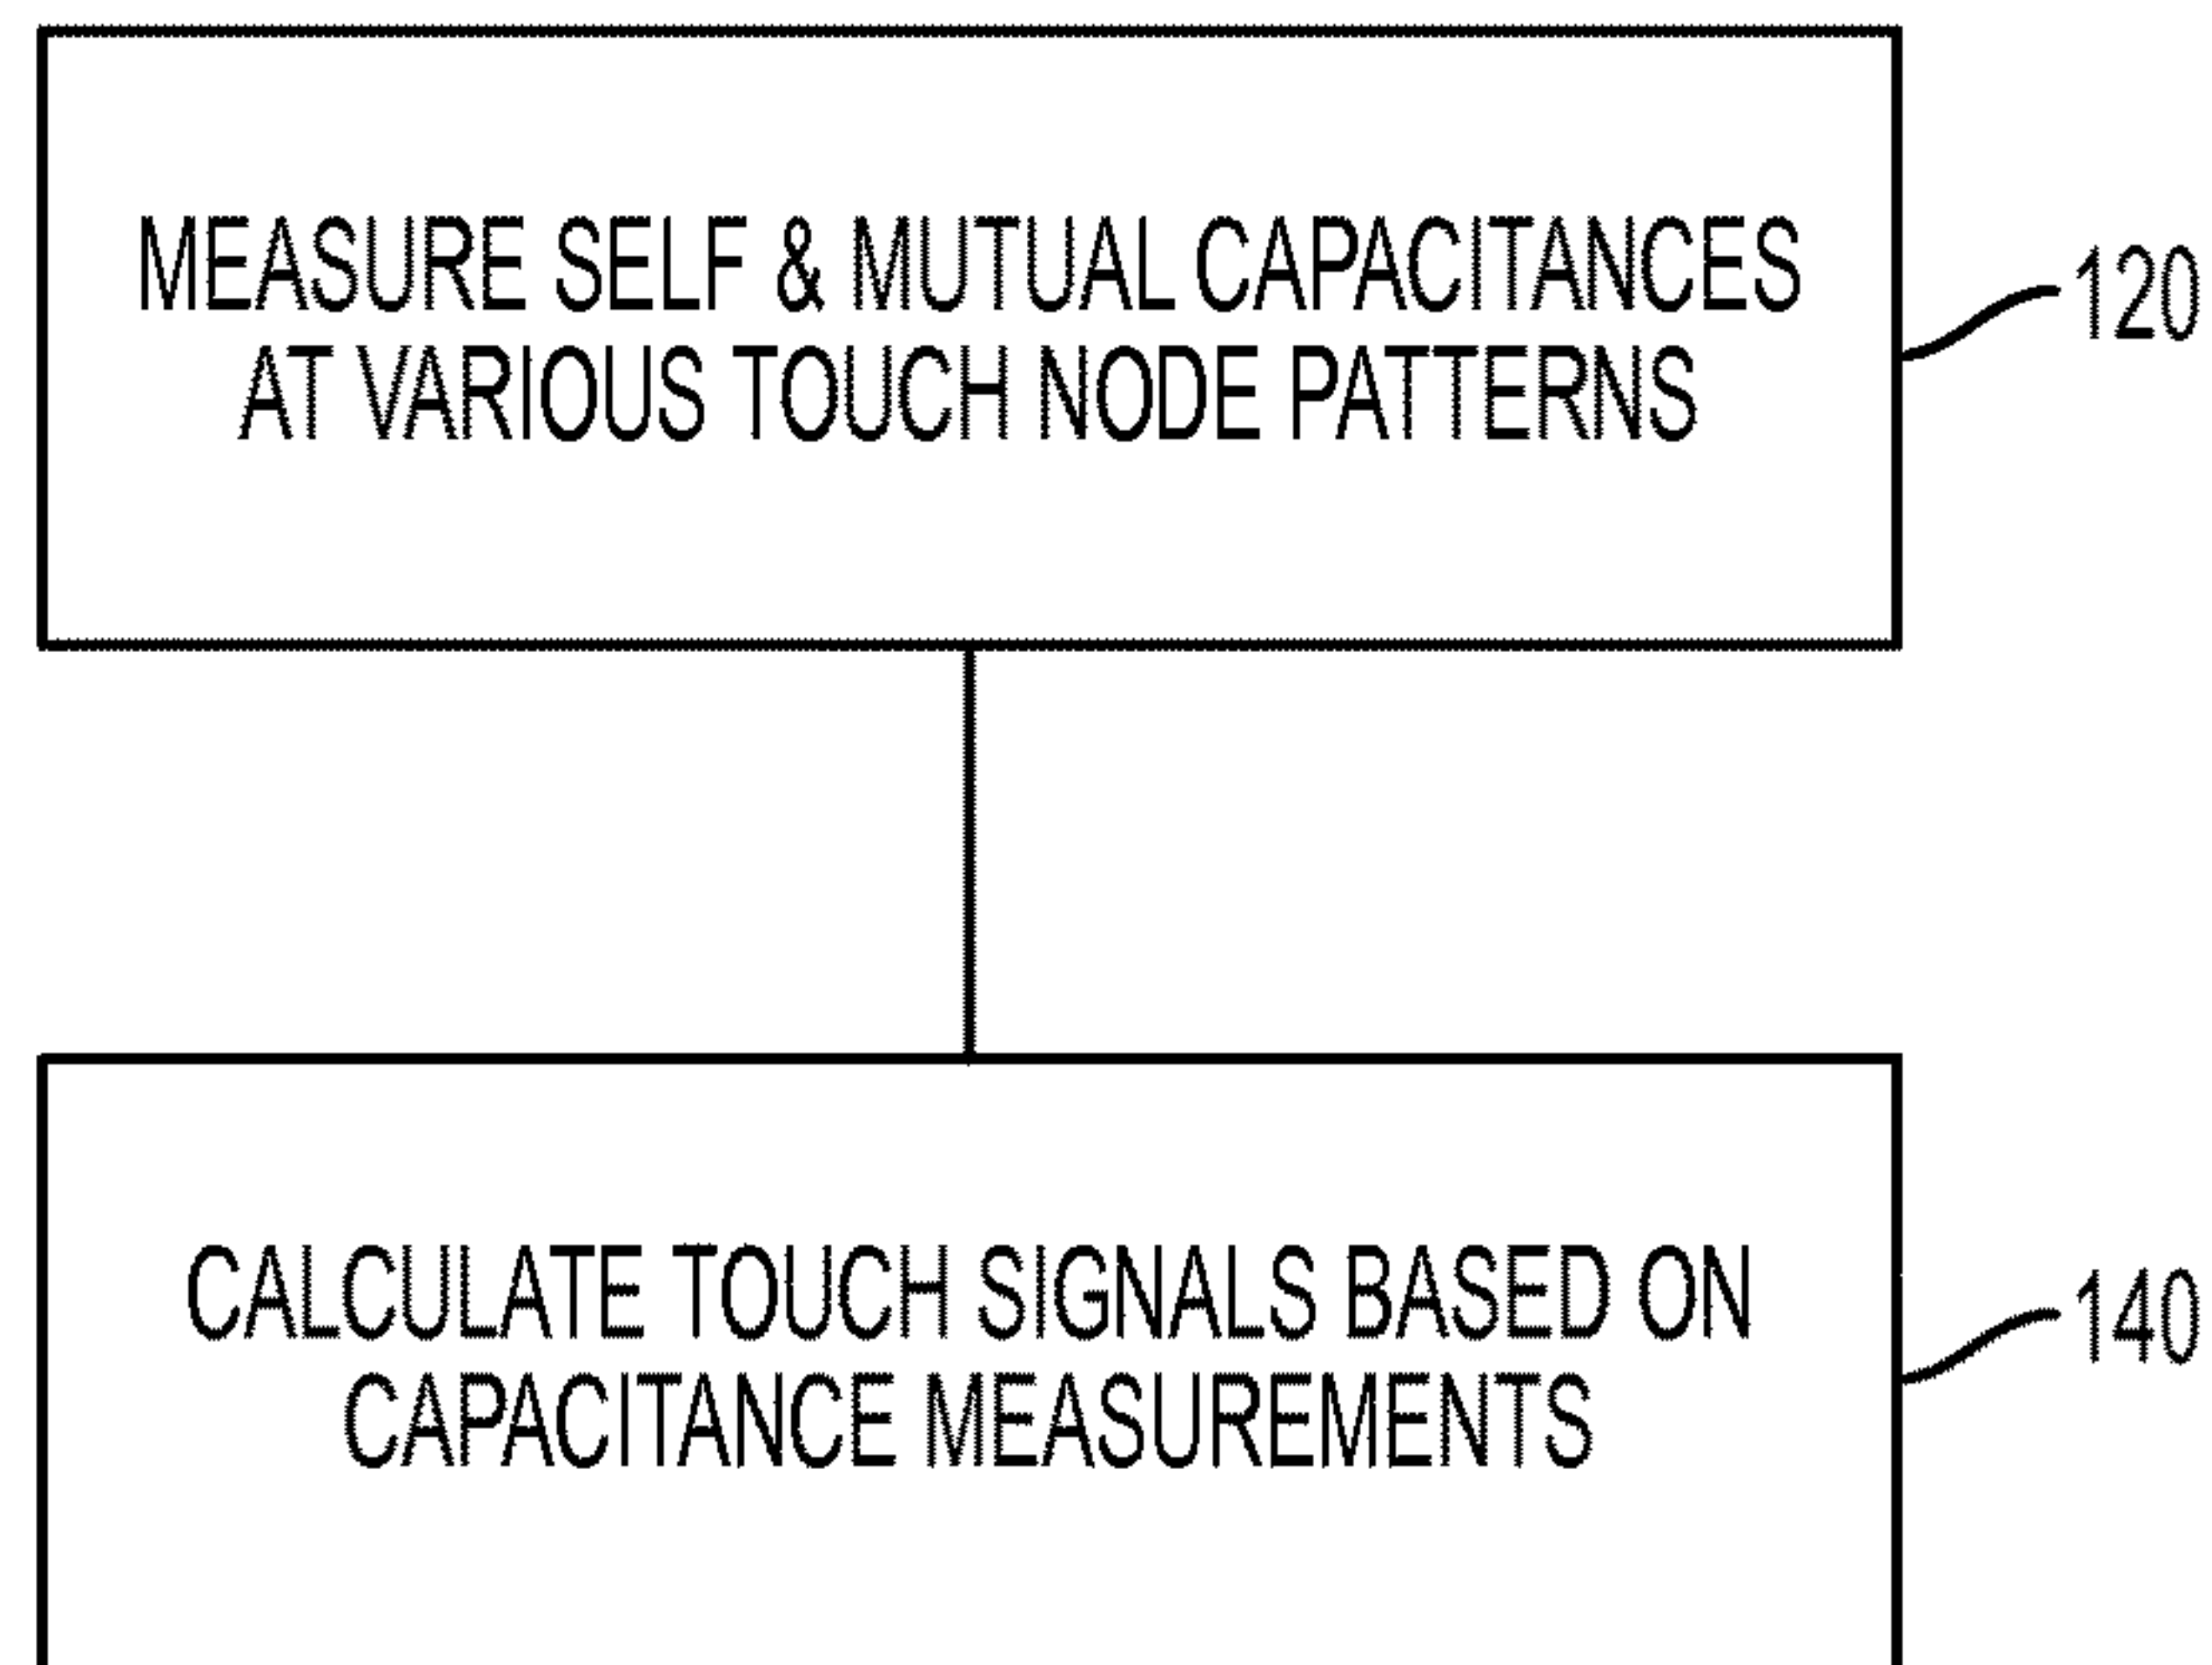 MEASURE SELF & MUTUAL CAPACITANCES
AT VARIOUS TOUCH NODE PATTERNS
120
CALCULATE TOUCH SIGNALS BASED ON
CAPACITANCE MEASUREMENTS
140